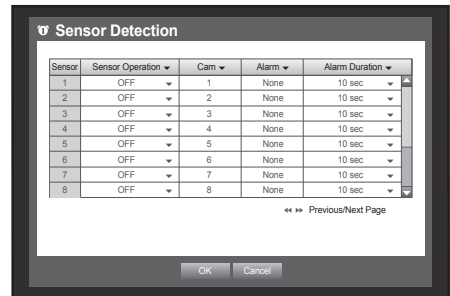 Sensor Detection
Sensor Sensor Operation Cam Alarm Alarm Duration
1 OFF 1 None 10 sec
2 OFF 2 None 10 sec
3 OFF 3 None 10 sec
4 OFF 4 None 10 sec
5 OFF 5 None 10 sec
6 OFF 6 None 10 sec
7 OFF 7 None 10 sec
8 OFF 8 None 10 sec
Previous/Next Page
OK Cancel